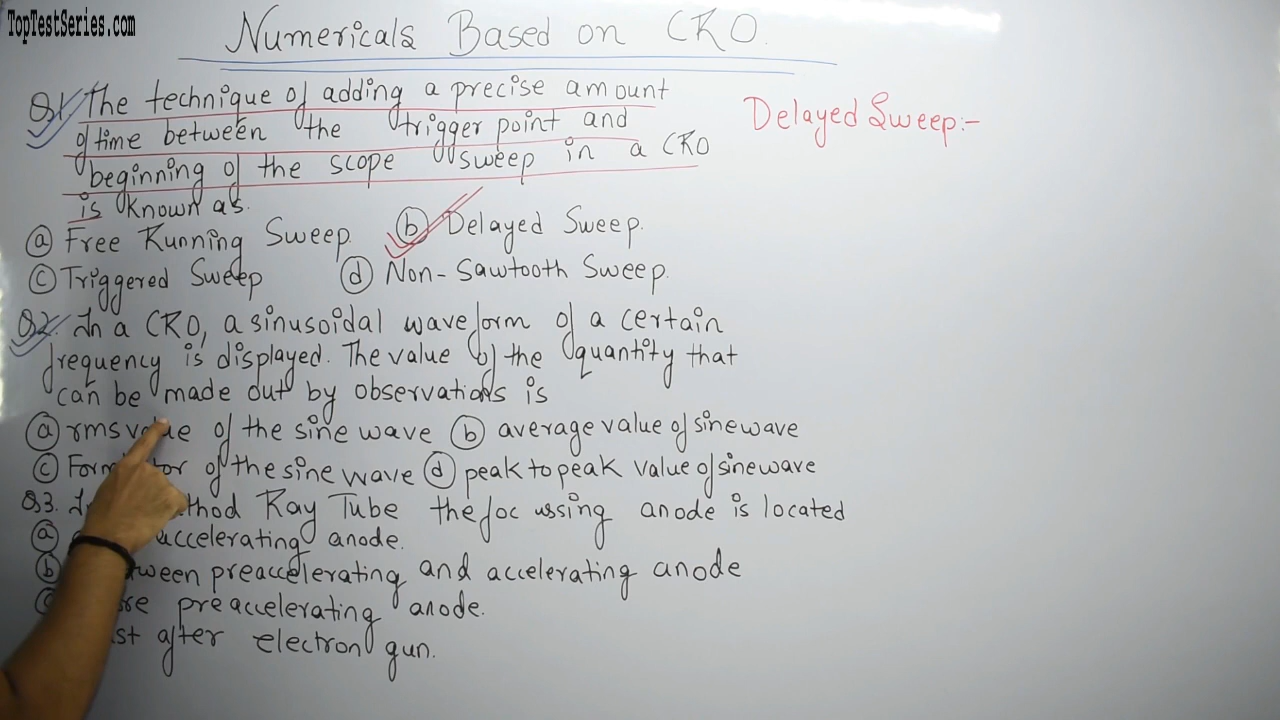 TopTestSeries.com
Numericals Based on CRO.
Q1. The technique of adding a precise amount
of time between the trigger point and
beginning of the scope sweep in a CRO
is known as.
(a) Free Running Sweep. (b) Delayed Sweep.
(c) Triggered Sweep (d) Non-Sawtooth Sweep.
Delayed Sweep:-
Q2. In a CRO, a sinusoidal waveform of a certain
frequency is displayed. The value of the quantity that
can be made out by observations is
(a) rms value of the sine wave (b) average value of sine wave
(c) of the sine wave (d) peak to peak value of sine wave
Q3. Ray Tube the focussing anode is located
(a) accelerating anode.
(b) preaccelerating and accelerating anode
preaccelerating anode.
after electron gun.